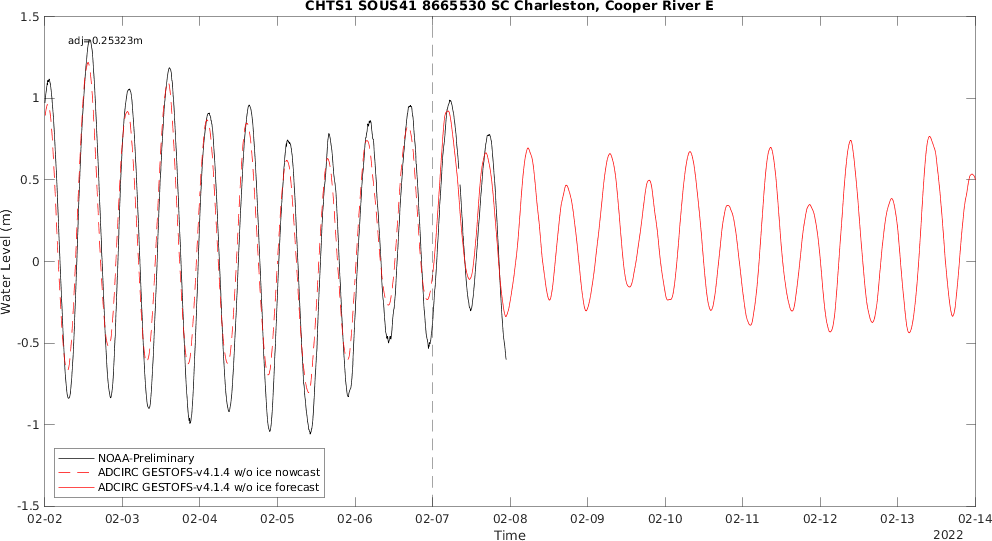 CHTS1 SOUS41 8665530 SC Charleston, Cooper River E
adj=0.25323m
1.5
1
0.5
0
-0.5
-1
-1.5
Water Level (m)
NOAA-Preliminary
ADCIRC GESTOFS-v4.1.4 w/o ice nowcast
ADCIRC GESTOFS-v4.1.4 w/o ice forecast
02-02 02-03 02-04 02-05 02-06 02-07 02-08 02-09 02-10 02-11 02-12 02-13 02-14
Time
2022